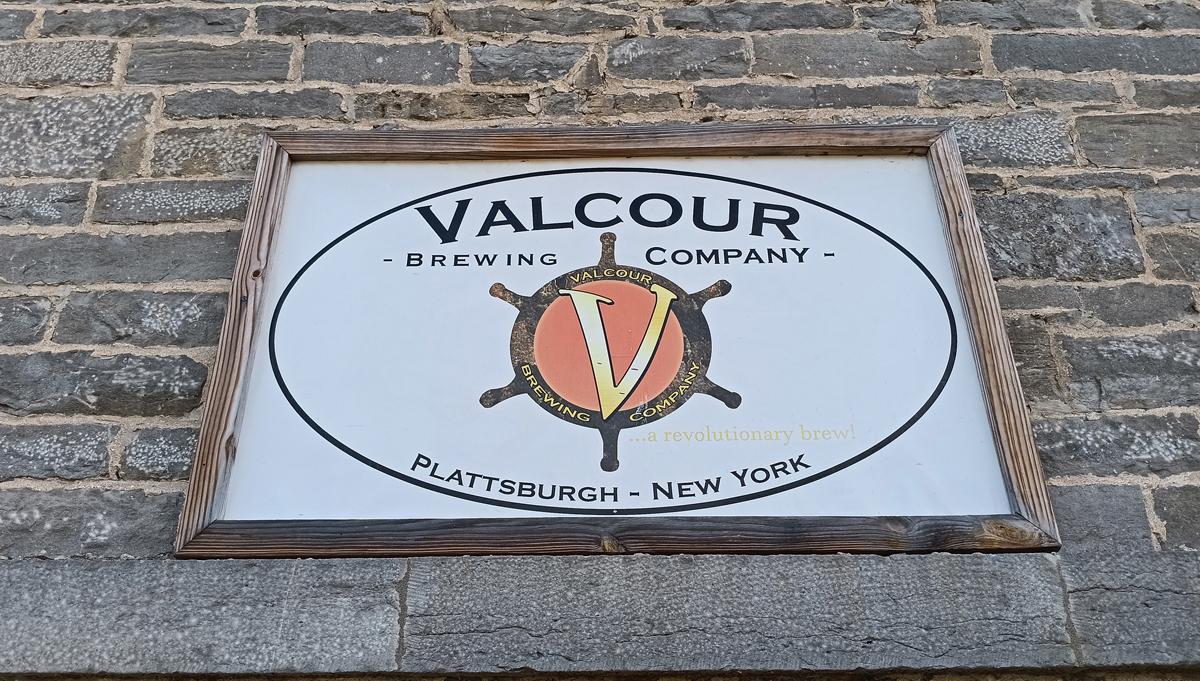 VALCOUR
- BREWING COMPANY -
VALCOUR
V
BREWING COMPANY
...a revolutionary brew!
PLATTSBURGH - NEW YORK